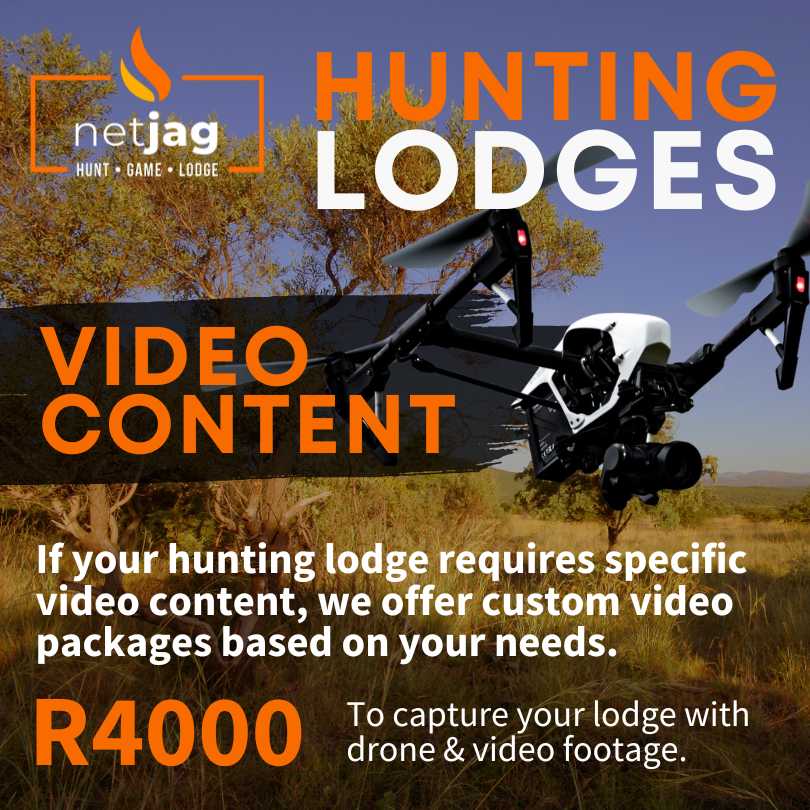 netjag
HUNT • GAME • LODGE
HUNTING
LODGES
VIDEO
CONTENT
If your hunting lodge requires specific
video content, we offer custom video
packages based on your needs.
R4000
To capture your lodge with
drone & video footage.